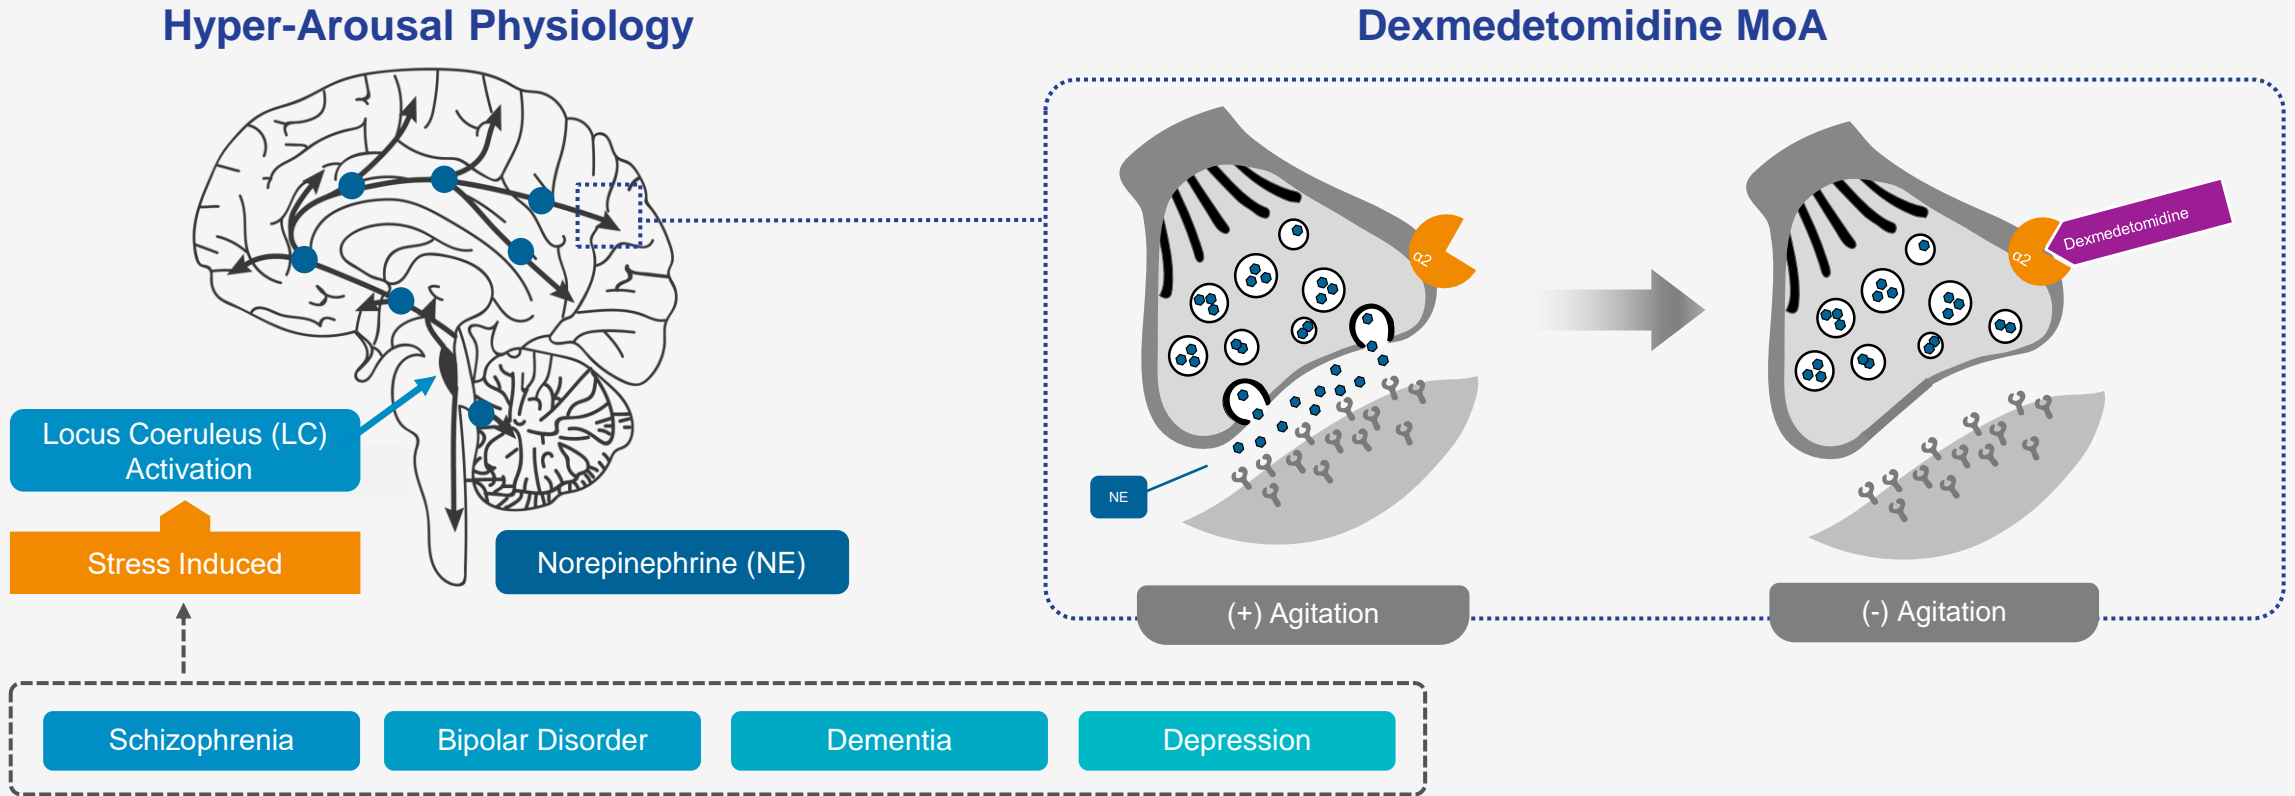 Hyper-Arousal Physiology
Dexmedetomidine MoA
Locus Coeruleus (LC)
Activation
Stress Induced
Norepinephrine (NE)
α2
NE
(+) Agitation
α2
Dexmedetomidine
(-) Agitation
Schizophrenia
Bipolar Disorder
Dementia
Depression